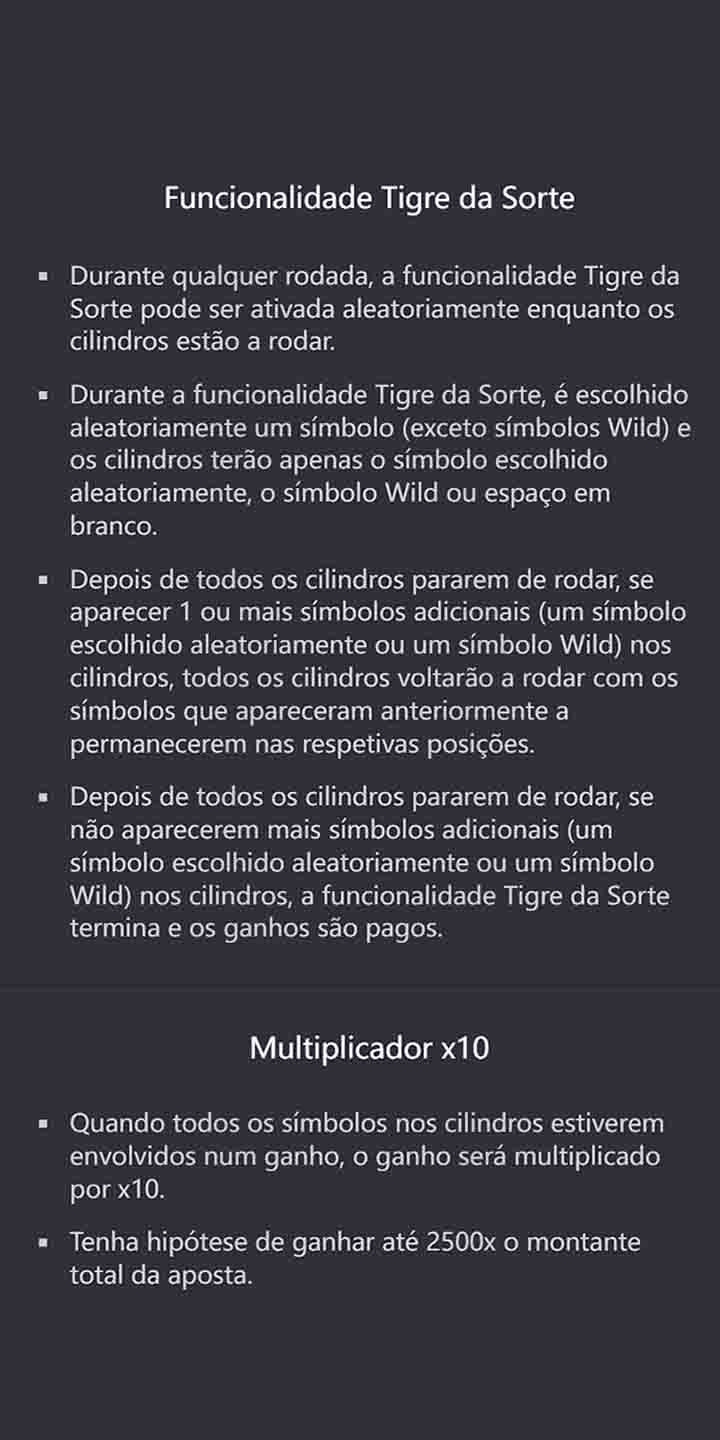 Funcionalidade Tigre da Sorte
▪ Durante qualquer rodada, a funcionalidade Tigre da
Sorte pode ser ativada aleatoriamente enquanto os
cilindros estão a rodar.
▪ Durante a funcionalidade Tigre da Sorte, é escolhido
aleatoriamente um símbolo (exceto símbolos Wild) e
os cilindros terão apenas o símbolo escolhido
aleatoriamente, o símbolo Wild ou espaço em
branco.
▪ Depois de todos os cilindros pararem de rodar, se
aparecer 1 ou mais símbolos adicionais (um símbolo
escolhido aleatoriamente ou um símbolo Wild) nos
cilindros, todos os cilindros voltarão a rodar com os
símbolos que apareceram anteriormente a
permanecerem nas respetivas posições.
▪ Depois de todos os cilindros pararem de rodar, se
não aparecerem mais símbolos adicionais (um
símbolo escolhido aleatoriamente ou um símbolo
Wild) nos cilindros, a funcionalidade Tigre da Sorte
termina e os ganhos são pagos.
Multiplicador x10
▪ Quando todos os símbolos nos cilindros estiverem
envolvidos num ganho, o ganho será multiplicado
por x10.
▪ Tenha hipótese de ganhar até 2500x o montante
total da aposta.